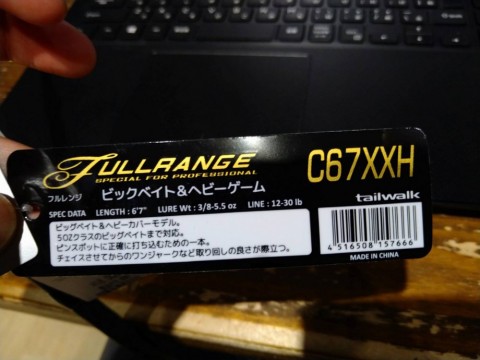 FULLRANGE
SPECIAL FOR PROFESSIONAL
C67XXH
フルレンジ
ビックベイト&ヘビーゲーム
tailwalk
SPEC DATA LENGTH : 6'7" LURE Wt : 3/8-5.5 oz LINE : 12-30 lb
ビッグベイト&ヘビーカバーモデル。
5OZクラスのビッグベイトまで対応。
ピンスポットに正確に打ち込むための一本。
チェイスさせてからのワンジャークなど取り回しの良さが際立つ。
4 516508 157666
MADE IN CHINA